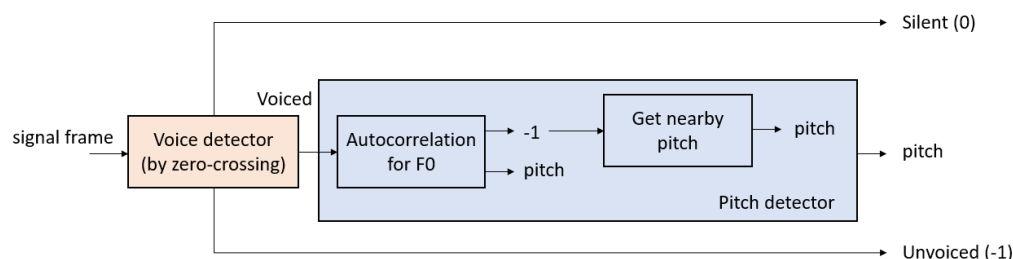 Silent (0)
Voiced
signal frame
Voice detector
(by zero-crossing)
Autocorrelation
for F0
-1
pitch
Get nearby
pitch
pitch
Pitch detector
pitch
Unvoiced (-1)